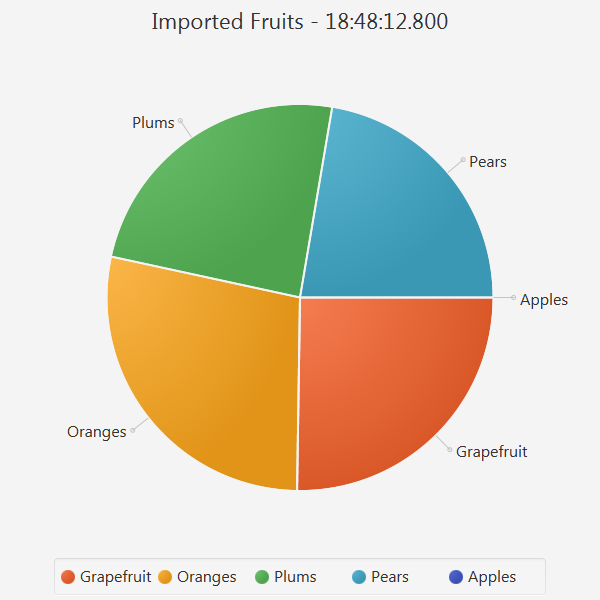 Imported Fruits - 18:48:12.800
Plums
Pears
Apples
Oranges
Grapefruit
Grapefruit Oranges Plums Pears Apples